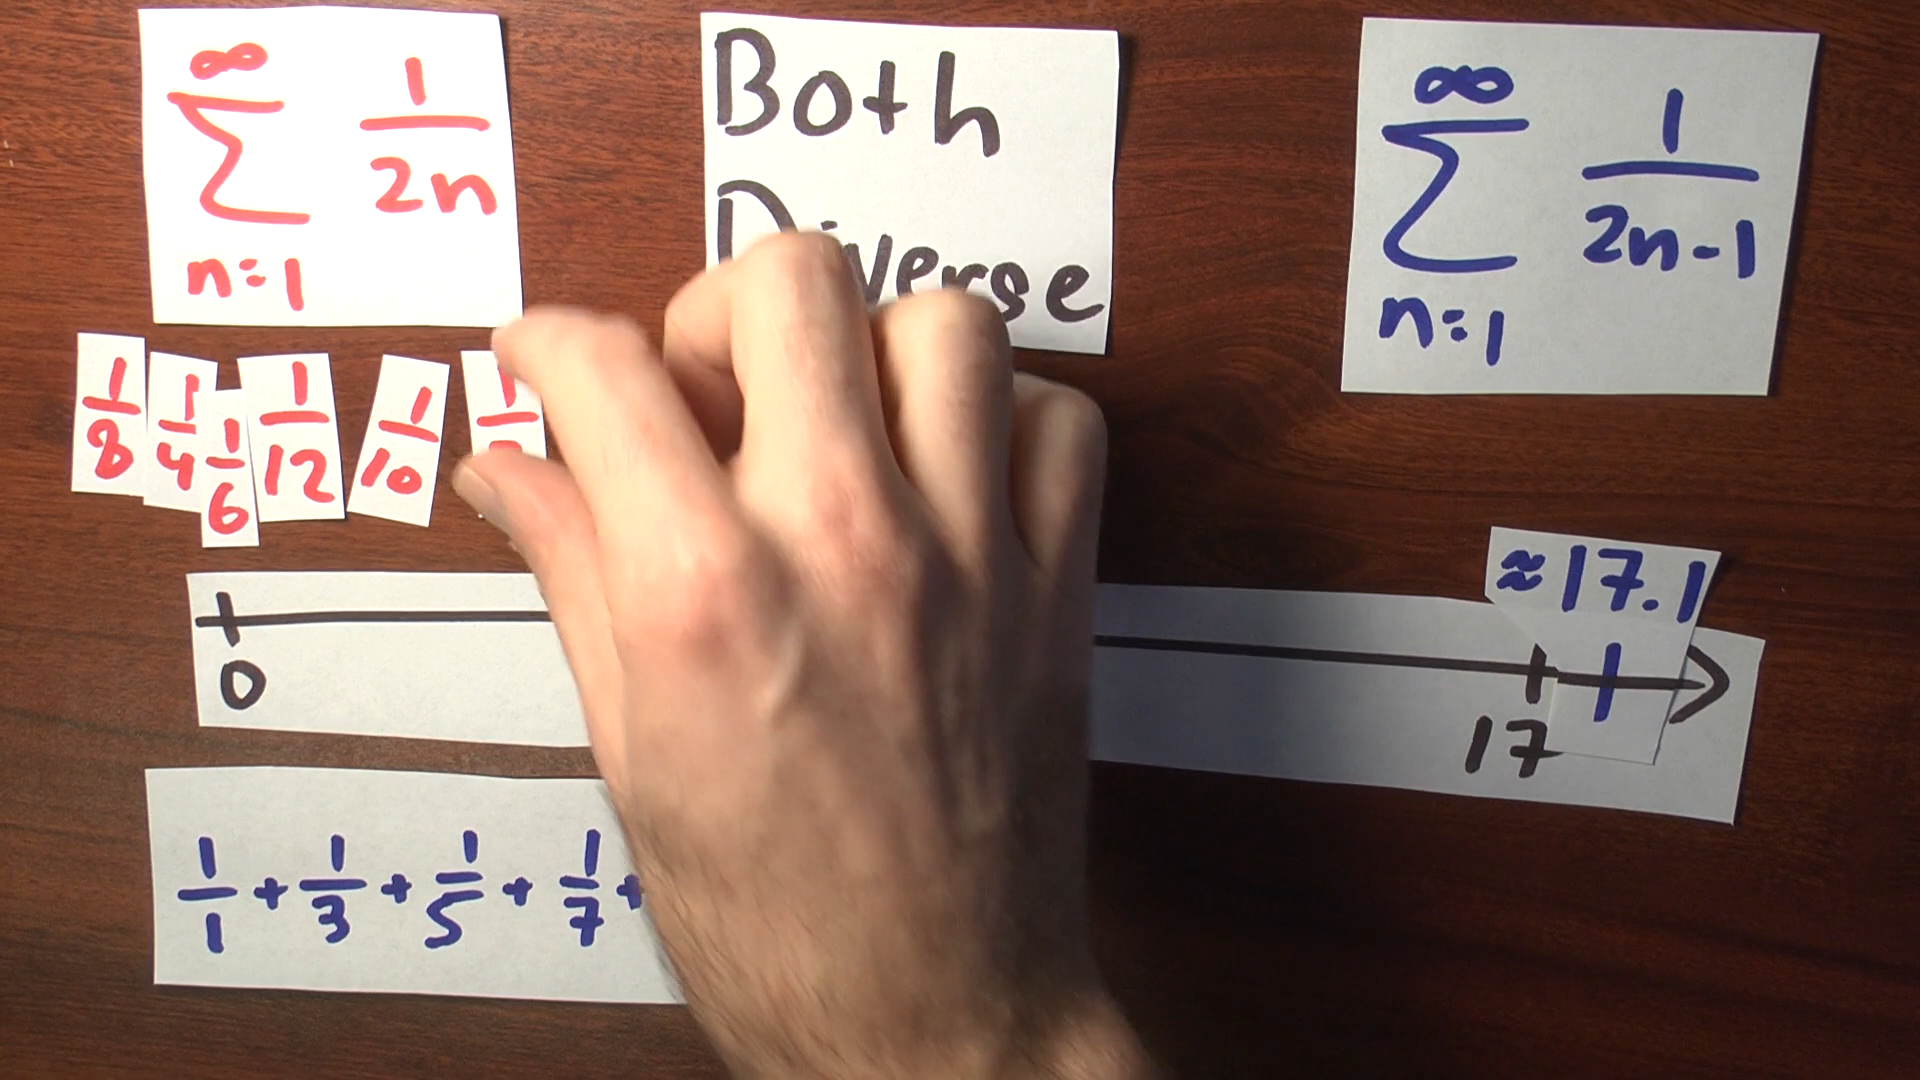 ∞ Σ n=1 1/2n
Both
Diverse
∞ Σ n=1 1/2n-1
1/8 1/4 1/6 1/12 1/10
≈17.1
0
17
1/1 + 1/3 + 1/5 + 1/7 +